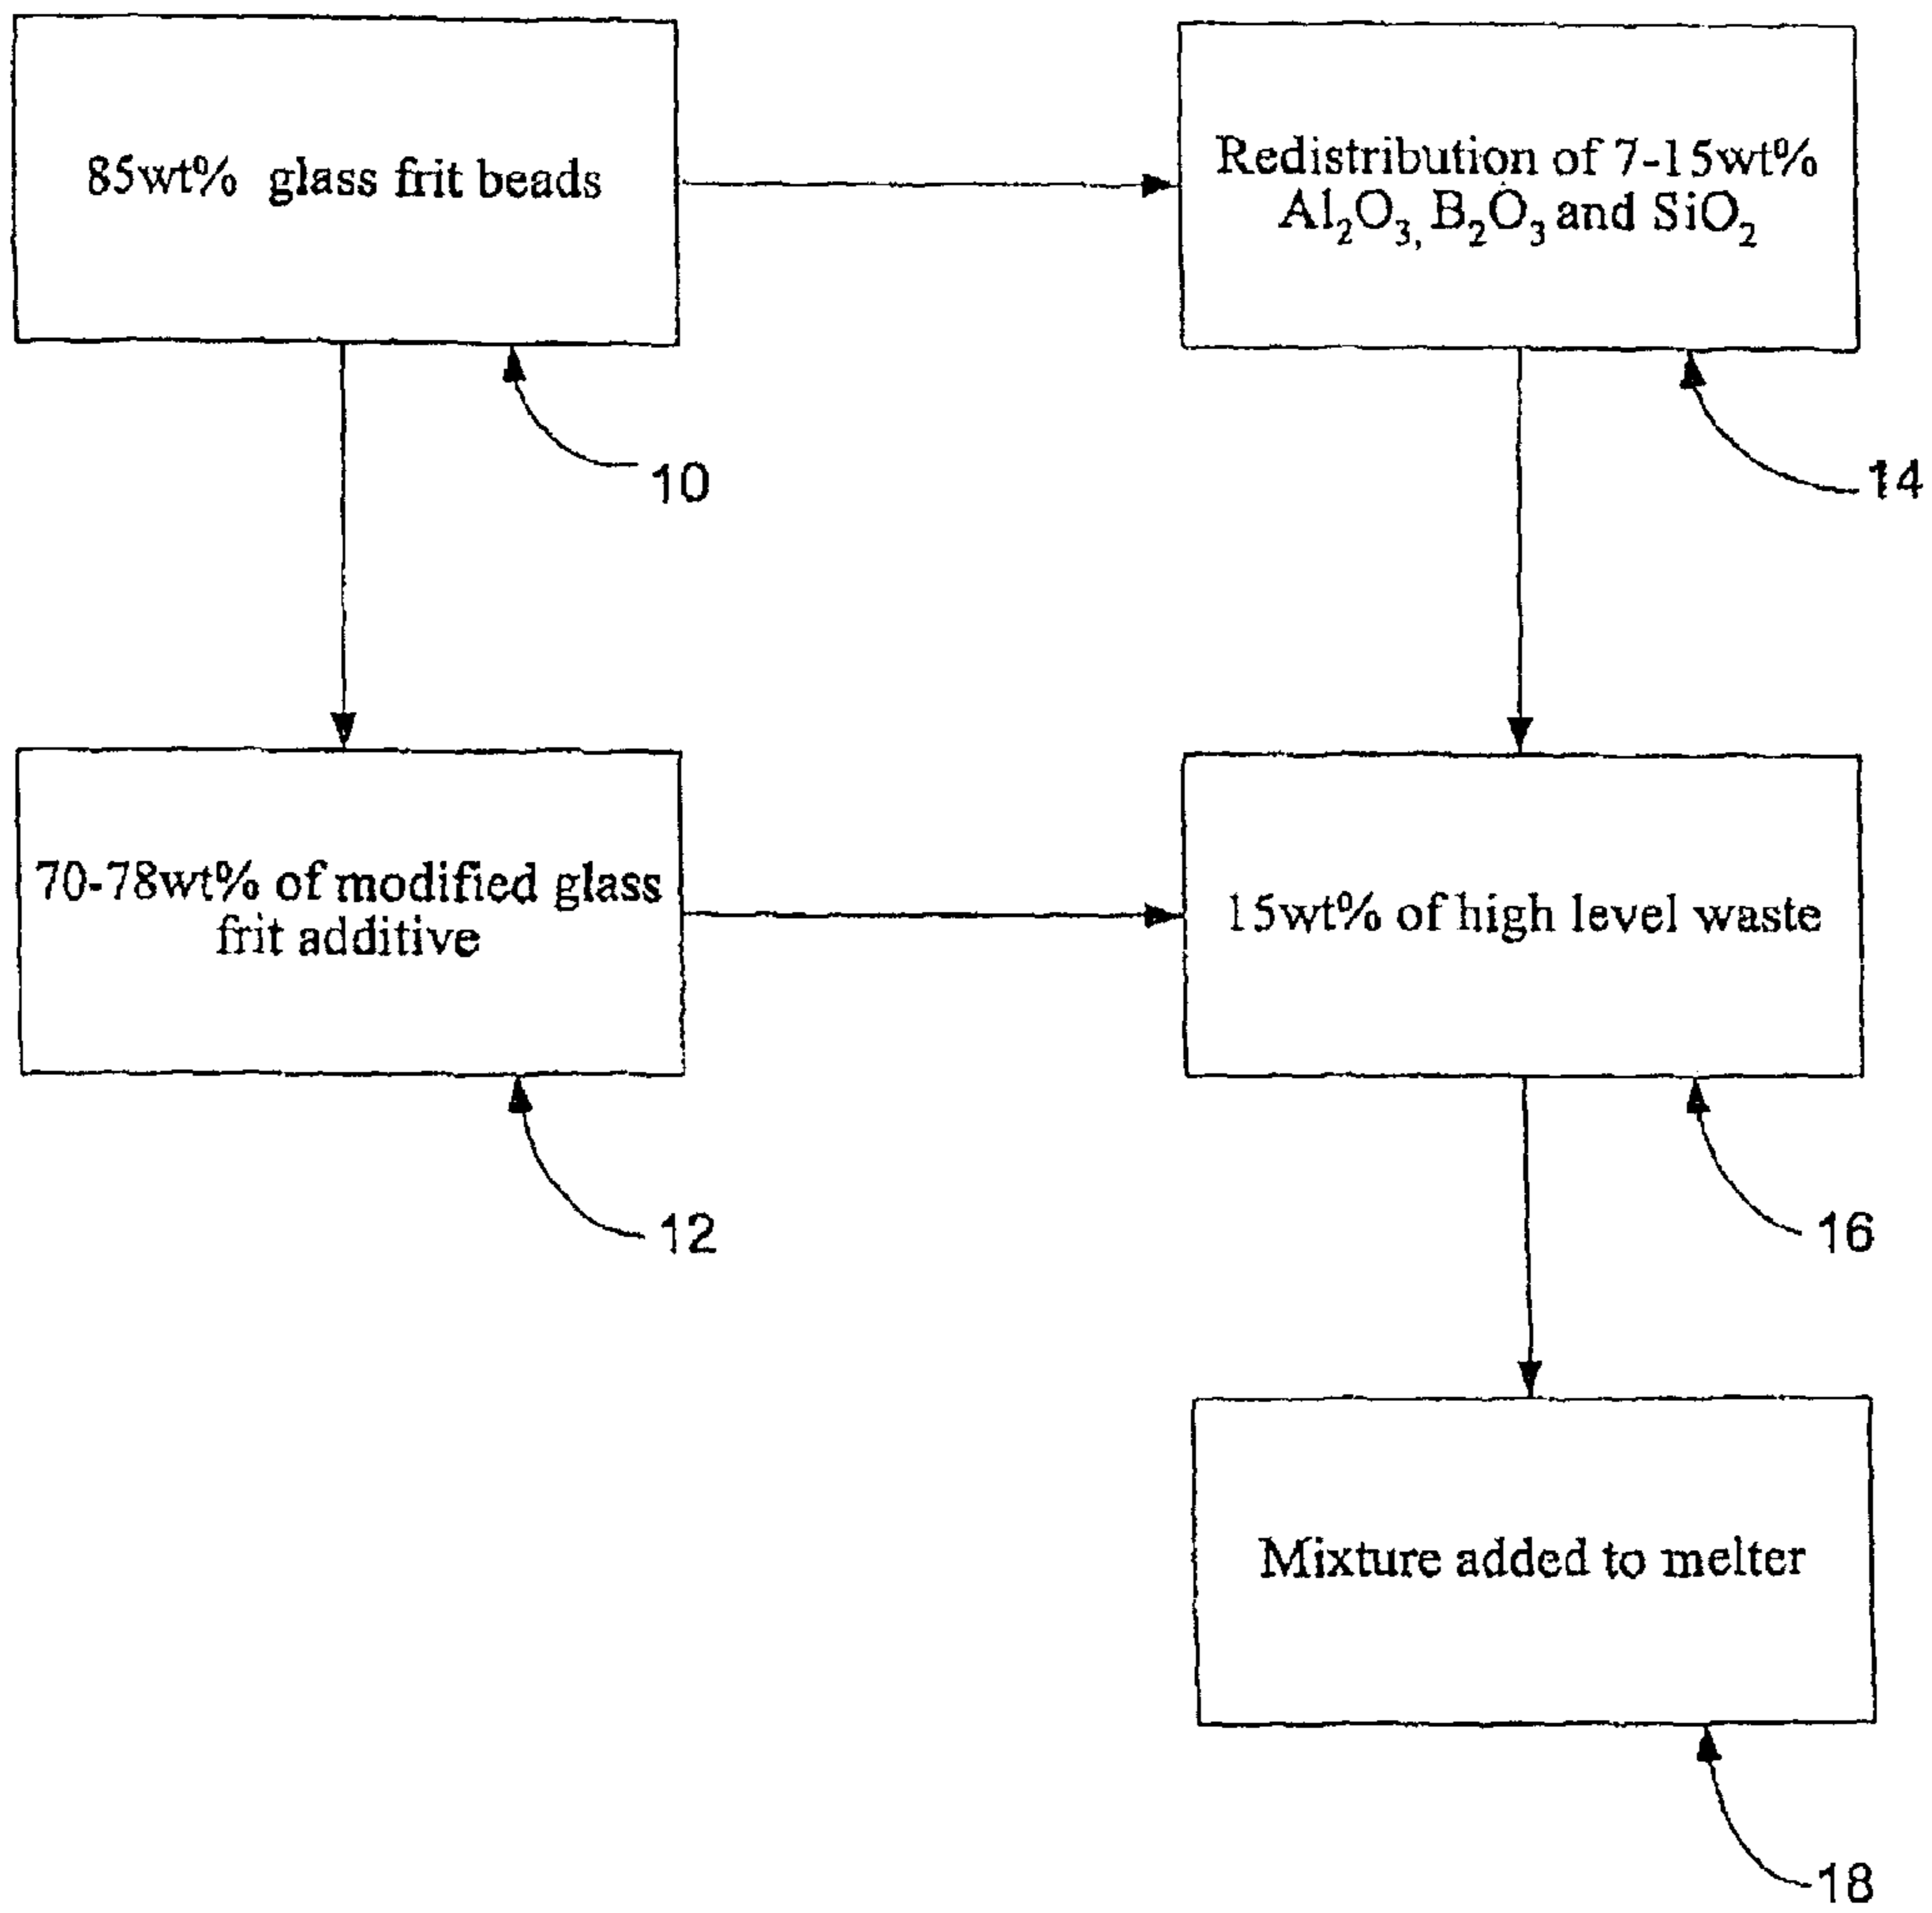 85wt% glass frit beads
Redistribution of 7-15wt%
Al₂O₃, B₂O₃ and SiO₂
10
14
70-78wt% of modified glass
frit additive
15wt% of high level waste
12
16
Mixture added to melter
18